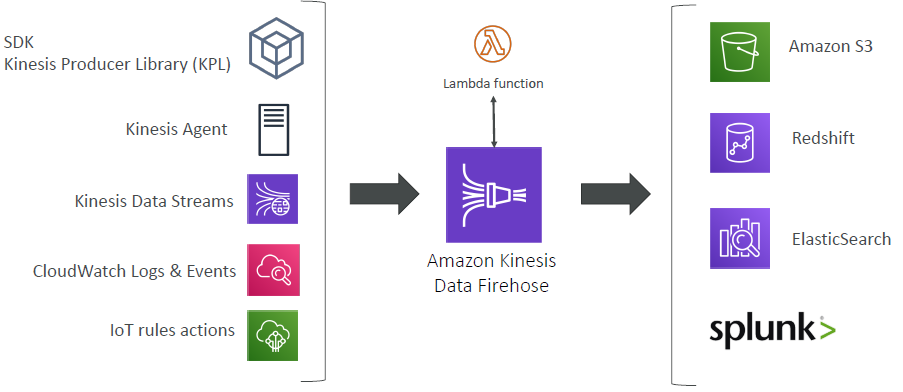 SDK
Kinesis Producer Library (KPL)
Kinesis Agent
Kinesis Data Streams
CloudWatch Logs & Events
IoT rules actions
Lambda function
Amazon Kinesis
Data Firehose
Amazon S3
Redshift
ElasticSearch
splunk>